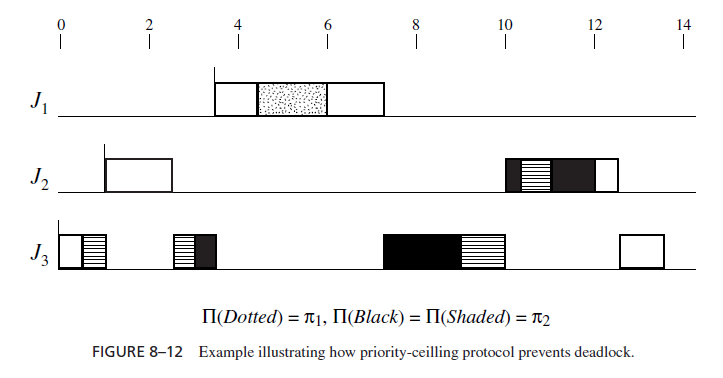 0 2 4 6 8 10 12 14
J1
J2
J3
Π(Dotted) = π1, Π(Black) = Π(Shaded) = π2
FIGURE 8–12 Example illustrating how priority-ceilling protocol prevents deadlock.